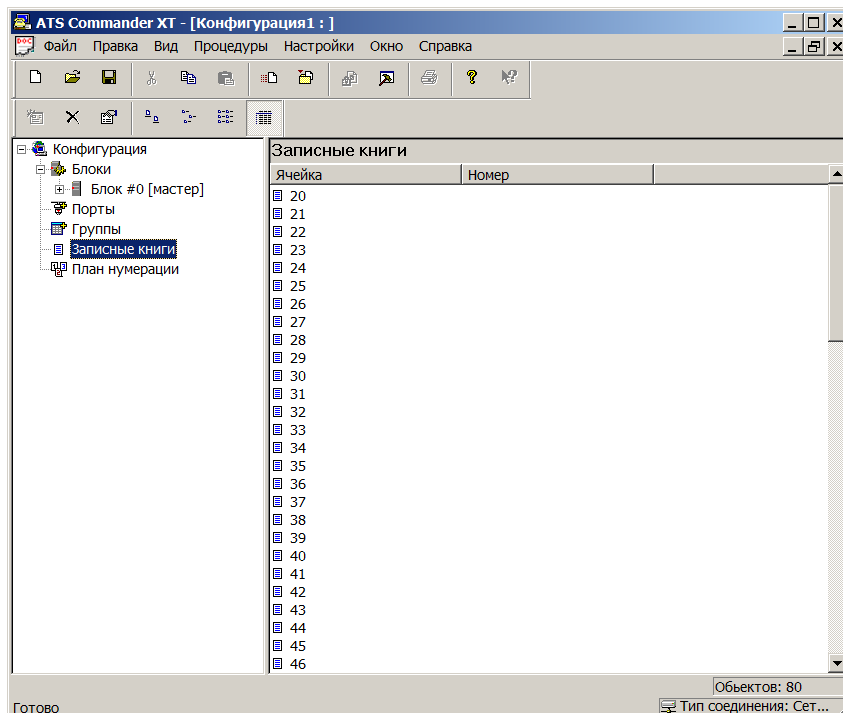 ATS Commander XT - [Конфигурация1 : ]
Файл Правка Вид Процедуры Настройки Окно Справка
Конфигурация
Блоки
Блок #0 [мастер]
Порты
Группы
Записные книги
План нумерации
Записные книги
Ячейка Номер
20
21
22
23
24
25
26
27
28
29
30
31
32
33
34
35
36
37
38
39
40
41
42
43
44
45
46
Обьектов: 80
Готово
Тип соединения: Сет...